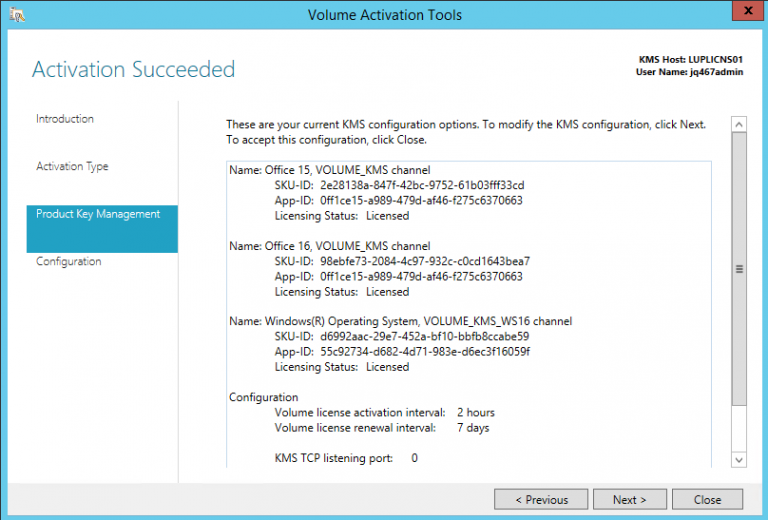 Volume Activation Tools
x
Activation Succeeded
KMS Host: LUPLICNS01
User Name: jq467admin
Introduction
Activation Type
Product Key Management
Configuration
These are your current KMS configuration options. To modify the KMS configuration, click Next.
To accept this configuration, click Close.
Name: Office 15, VOLUME_KMS channel
SKU-ID: 2e28138a-847f-42bc-9752-61b03fff33cd
App-ID: 0ff1ce15-a989-479d-af46-f275c6370663
Licensing Status: Licensed
Name: Office 16, VOLUME_KMS channel
SKU-ID: 98ebfe73-2084-4c97-932c-c0cd1643bea7
App-ID: 0ff1ce15-a989-479d-af46-f275c6370663
Licensing Status: Licensed
Name: Windows(R) Operating System, VOLUME_KMS_WS16 channel
SKU-ID: d6992aac-29e7-452a-bf10-bbfb8ccabe59
App-ID: 55c92734-d682-4d71-983e-d6ec3f16059f
Licensing Status: Licensed
Configuration
Volume license activation interval: 2 hours
Volume license renewal interval: 7 days
KMS TCP listening port: 0
< Previous
Next >
Close